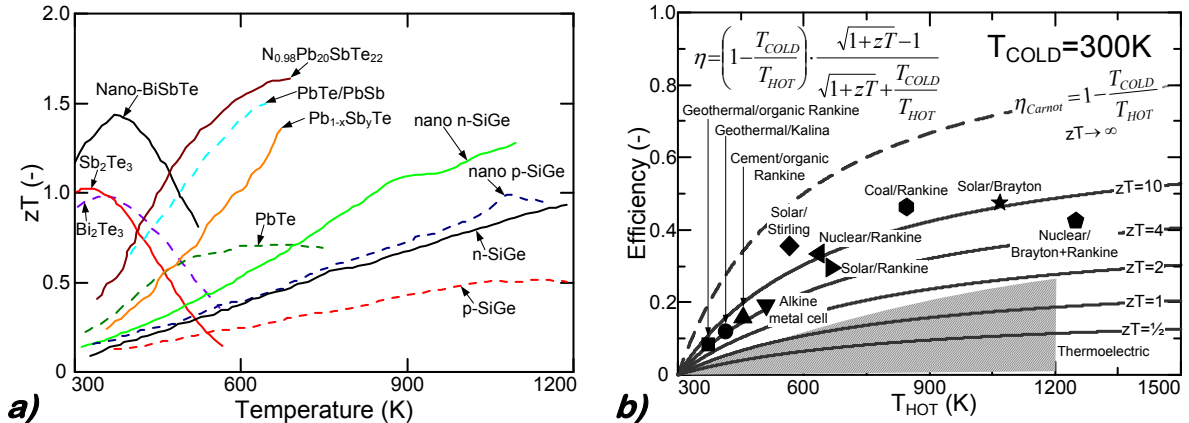 2.0
1.5
1.0
0.5
0
zT (-)
N0.98Pb20SbTe22
Nano-BiSbTe
PbTe/PbSb
Pb1-xSbyTe
Sb2Te3
nano n-SiGe
nano p-SiGe
Bi2Te3
PbTe
n-SiGe
p-SiGe
300
600
900
1200
Temperature (K)
a)
1.0
0.8
0.6
0.4
0.2
0.0
Efficiency (-)
η=(1-TCOLD/THOT)·(√1+zT-1)/(√1+zT+TCOLD/THOT)
TCOLD=300K
ηCarnot=1-TCOLD/THOT
zT→∞
Geothermal/organic Rankine
Geothermal/Kalina
Cement/organic
Rankine
Coal/Rankine
Solar/Brayton
zT=10
Solar/
Stirling
Nuclear/Rankine
Nuclear/
Brayton+Rankine
zT=4
Solar/Rankine
zT=2
Alkine
metal cell
zT=1
zT=½
Thermoelectric
300
600
900
1200
1500
THOT (K)
b)